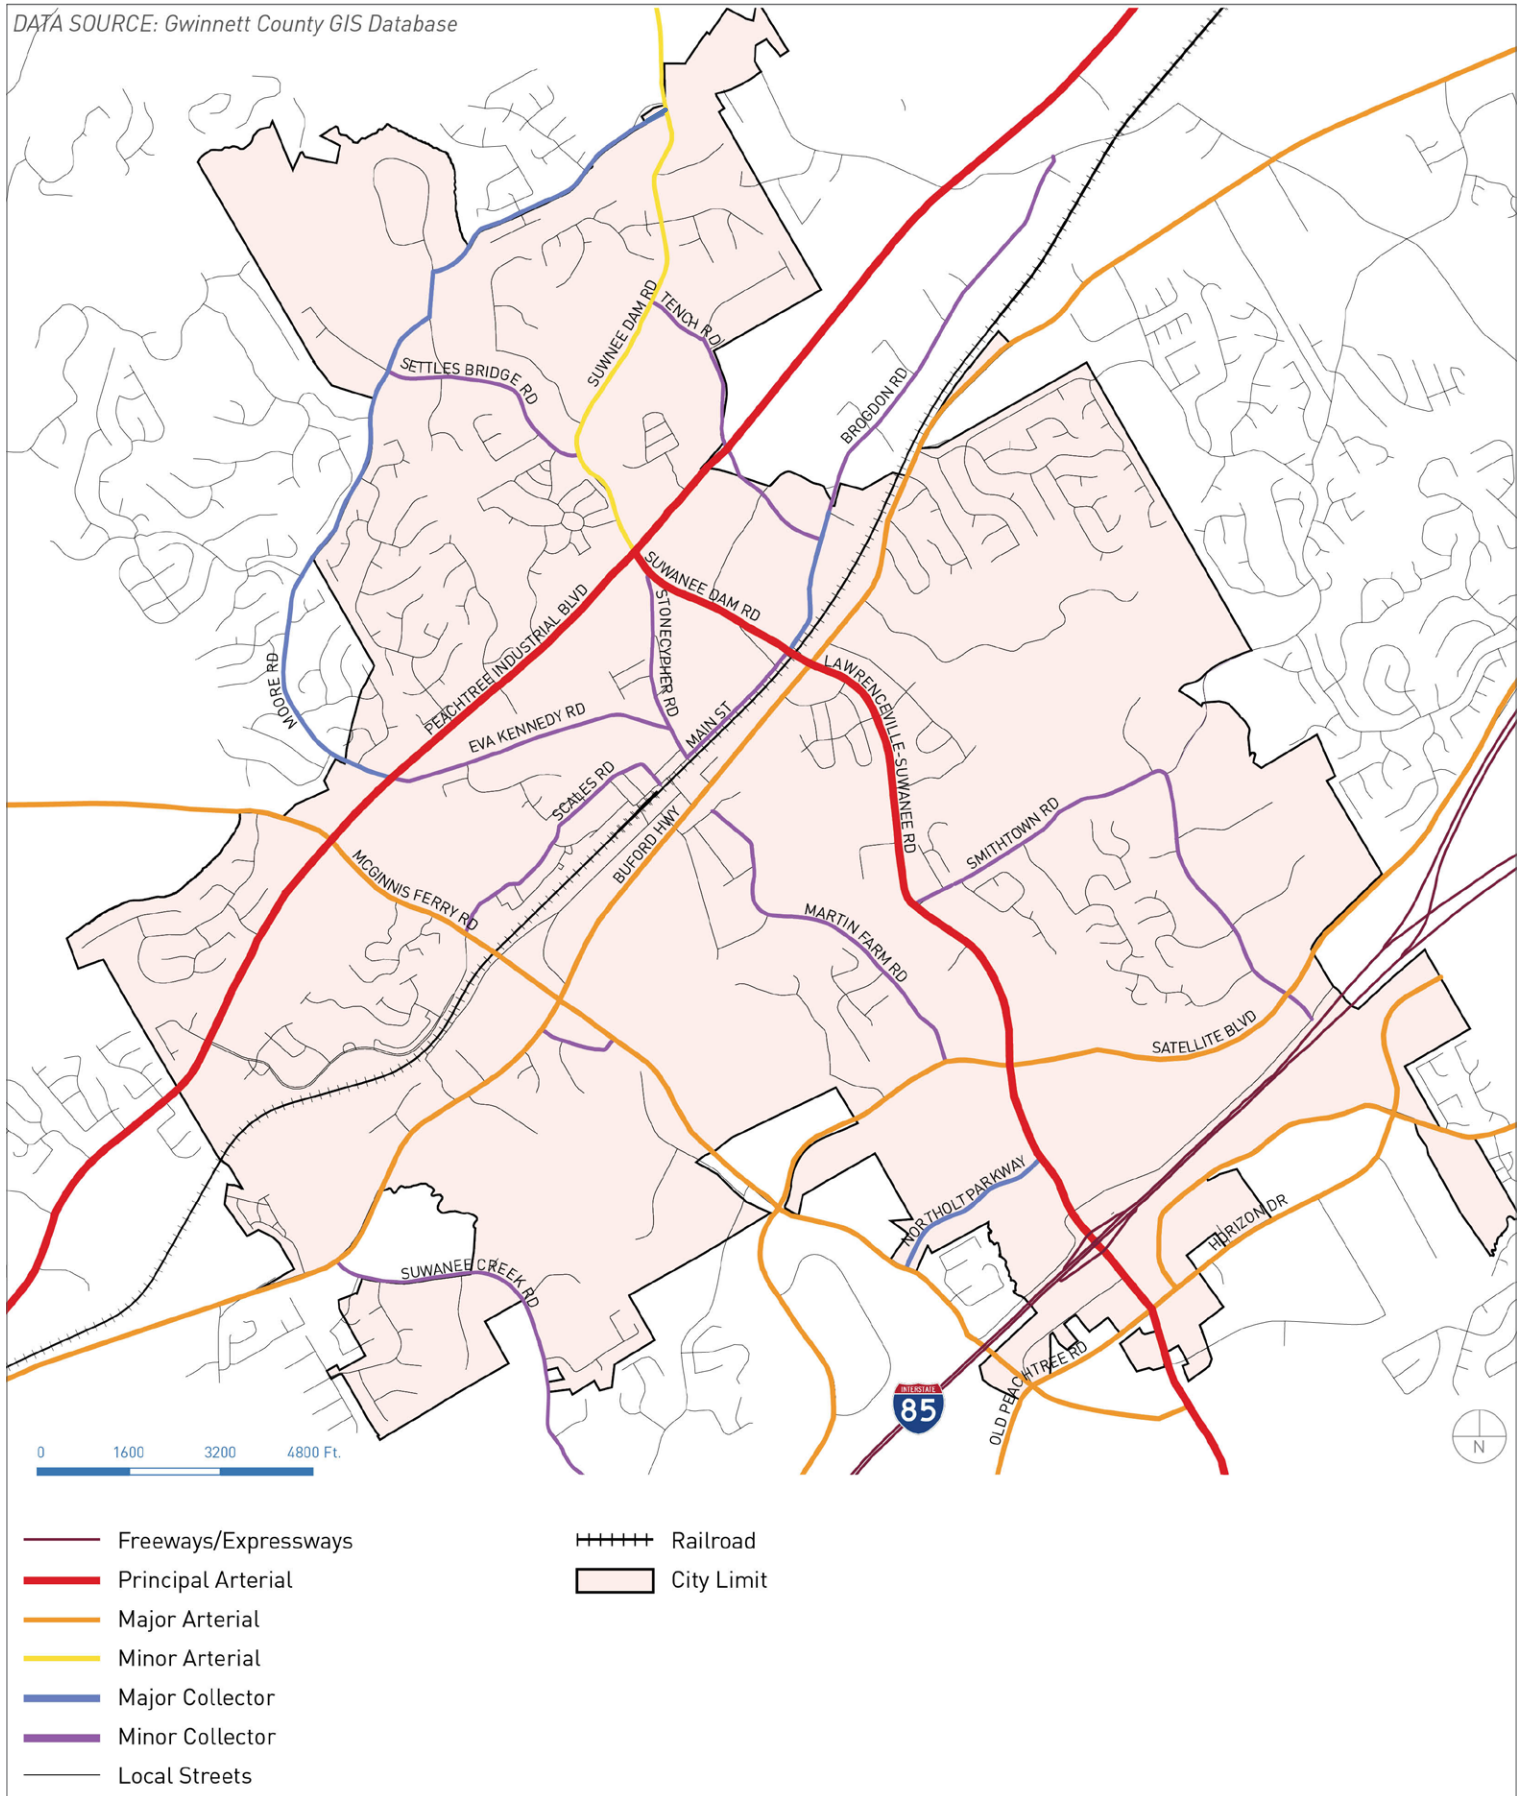 DATA SOURCE: Gwinnett County GIS Database
SUWNEE DAM RD
TENCH RD
SETTLES BRIDGE RD
BROGDON RD
SUWANEE DAM RD
STONECYPHER RD
PEACHTREE INDUSTRIAL BLVD
MOORE RD
LAWRENCEVILLE-SUWANEE RD
MAIN ST
EVA KENNEDY RD
SCALES RD
BUFORD HWY
SMITHTOWN RD
MCGINNIS FERRY RD
MARTIN FARM RD
SATELLITE BLVD
NORTHOLT PARKWAY
HORIZON DR
SUWANEE CREEK RD
OLD PEACHTREE RD
INTERSTATE
85
N
0 1600 3200 4800 Ft.
Freeways/Expressways
Principal Arterial
Major Arterial
Minor Arterial
Major Collector
Minor Collector
Local Streets
Railroad
City Limit